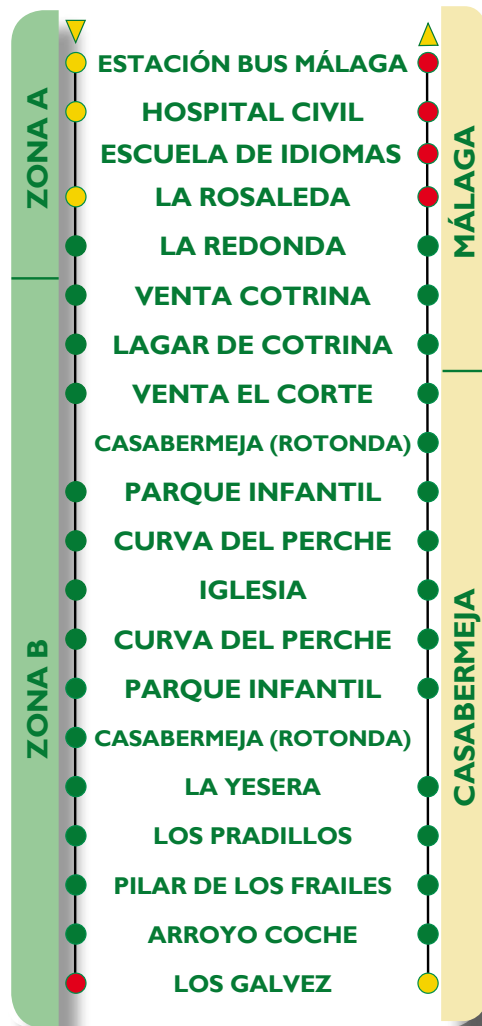 ZONA A
ZONA B
ESTACIÓN BUS MÁLAGA
HOSPITAL CIVIL
ESCUELA DE IDIOMAS
LA ROSALEDA
LA REDONDA
VENTA COTRINA
LAGAR DE COTRINA
VENTA EL CORTE
CASABERMEJA (ROTONDA)
PARQUE INFANTIL
CURVA DEL PERCHE
IGLESIA
CURVA DEL PERCHE
PARQUE INFANTIL
CASABERMEJA (ROTONDA)
LA YESERA
LOS PRADILLOS
PILAR DE LOS FRAILES
ARROYO COCHE
LOS GALVEZ
MÁLAGA
CASABERMEJA